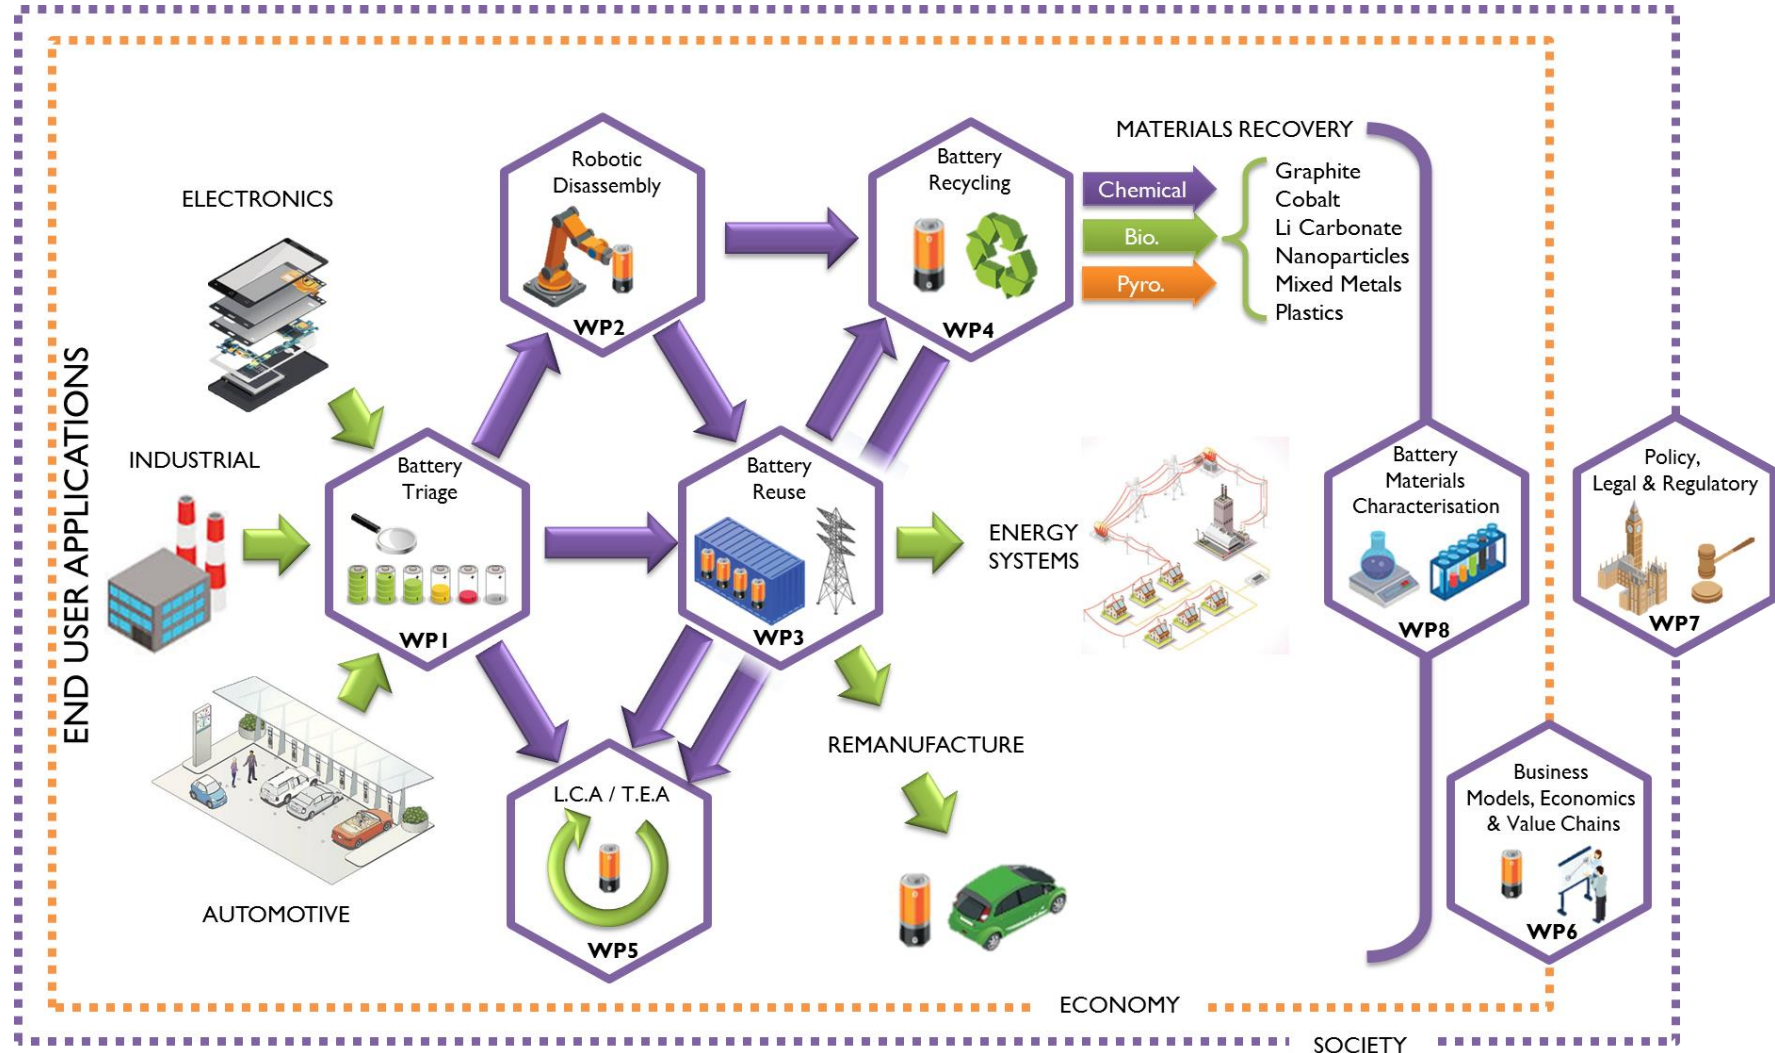 END USER APPLICATIONS
ELECTRONICS
INDUSTRIAL
AUTOMOTIVE
Battery
Triage
WP1
Robotic
Disassembly
WP2
Battery
Reuse
WP3
Battery
Recycling
WP4
L.C.A / T.E.A
WP5
Chemical
Bio.
Pyro.
MATERIALS RECOVERY
Graphite
Cobalt
Li Carbonate
Nanoparticles
Mixed Metals
Plastics
ENERGY
SYSTEMS
REMANUFACTURE
Battery
Materials
Characterisation
WP8
Policy,
Legal & Regulatory
WP7
Business
Models, Economics
& Value Chains
WP6
ECONOMY
SOCIETY